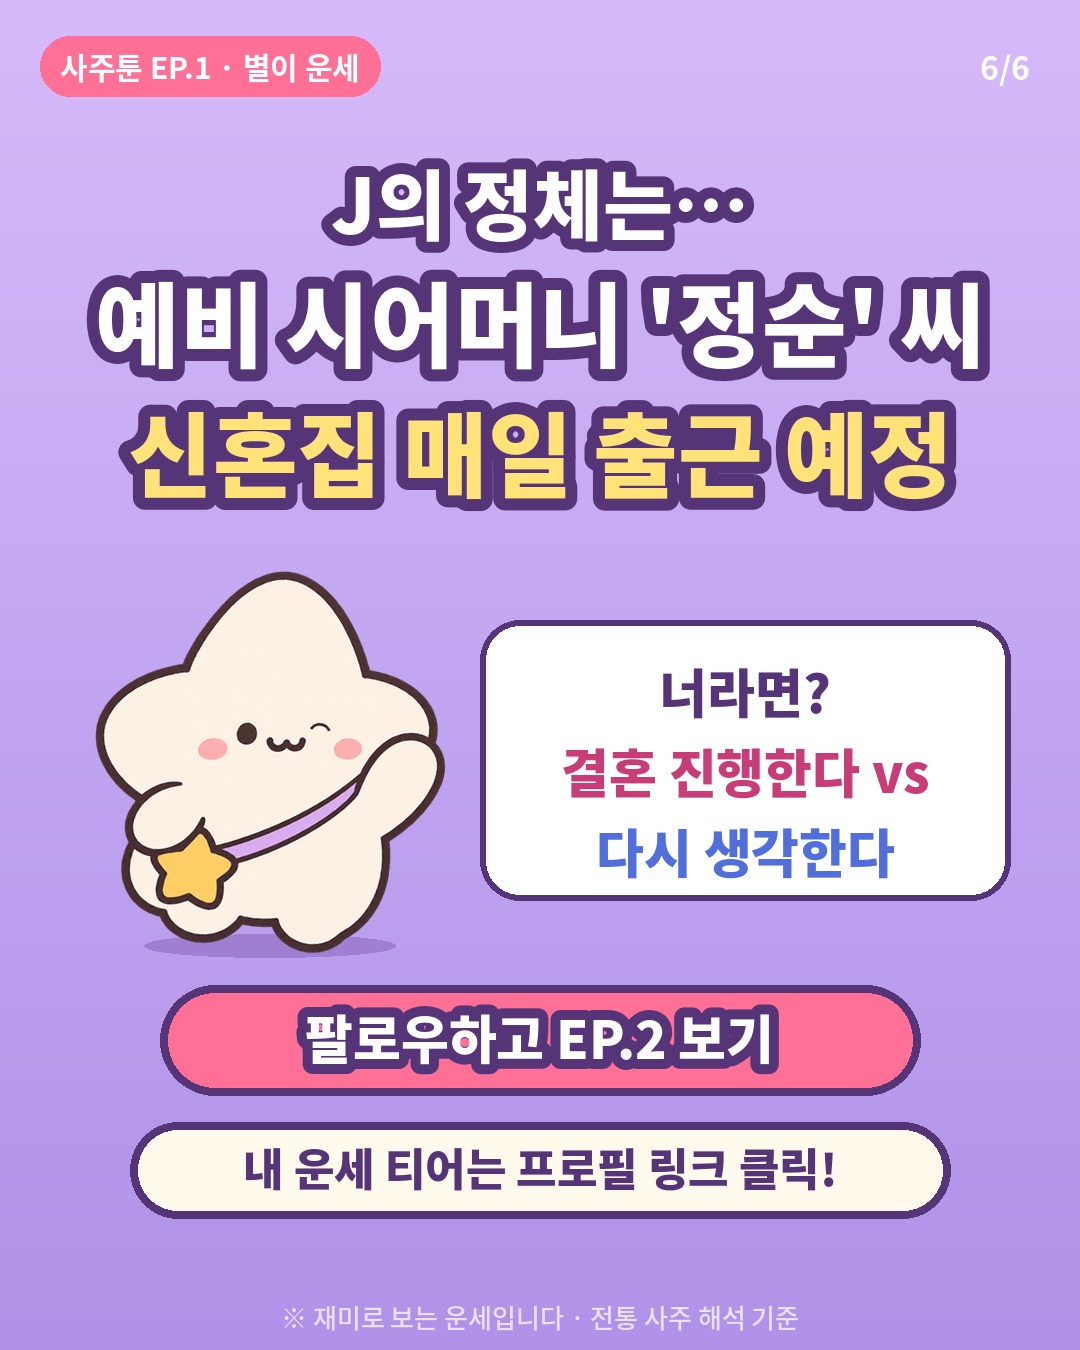 사주툰 EP.1 · 별이 운세
6/6
J의 정체는…
예비 시어머니 '정순' 씨
신혼집 매일 출근 예정
너라면?
결혼 진행한다 vs
다시 생각한다
팔로우하고 EP.2 보기
내 운세 티어는 프로필 링크 클릭!
※ 재미로 보는 운세입니다 · 전통 사주 해석 기준